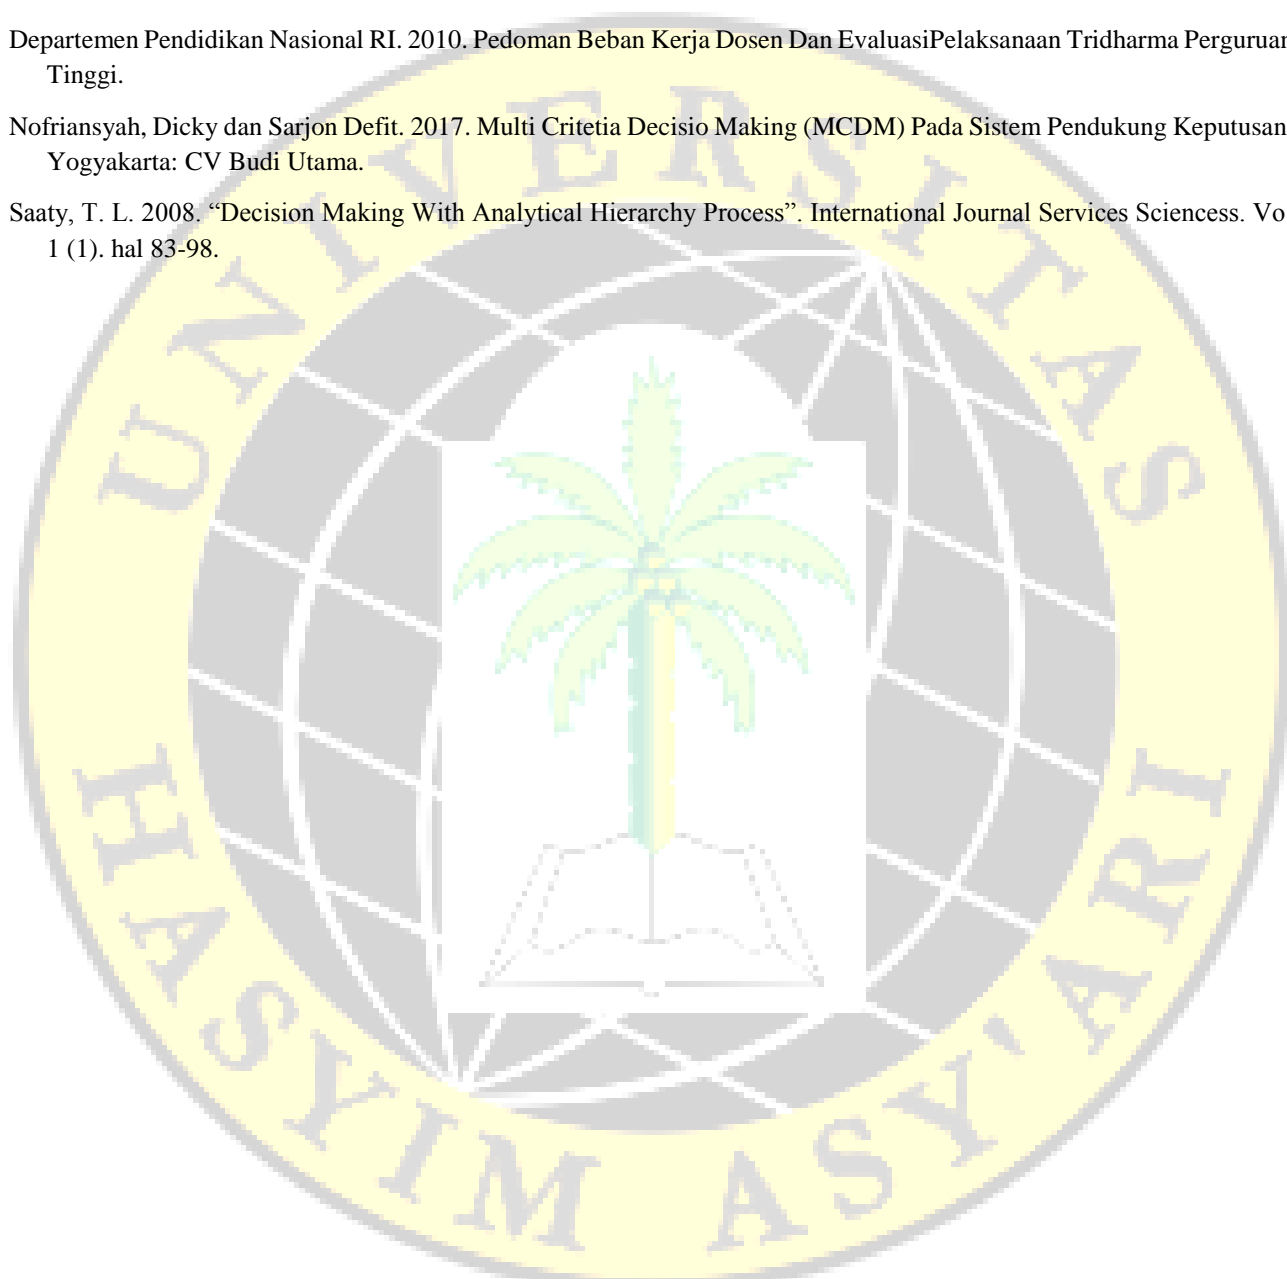 Departemen Pendidikan Nasional RI. 2010. Pedoman Beban Kerja Dosen Dan EvaluasiPelaksanaan Tridharma Perguruan
Tinggi.
Nofriansyah, Dicky dan Sarjon Defit. 2017. Multi Critetia Decisio Making (MCDM) Pada Sistem Pendukung Keputusan
Yogyakarta: CV Budi Utama.
Saaty, T. L. 2008. “Decision Making With Analytical Hierarchy Process”. International Journal Services Sciencess. Vo
1 (1). hal 83-98.
UNIVERSITAS
HASYIM ASY'ARI